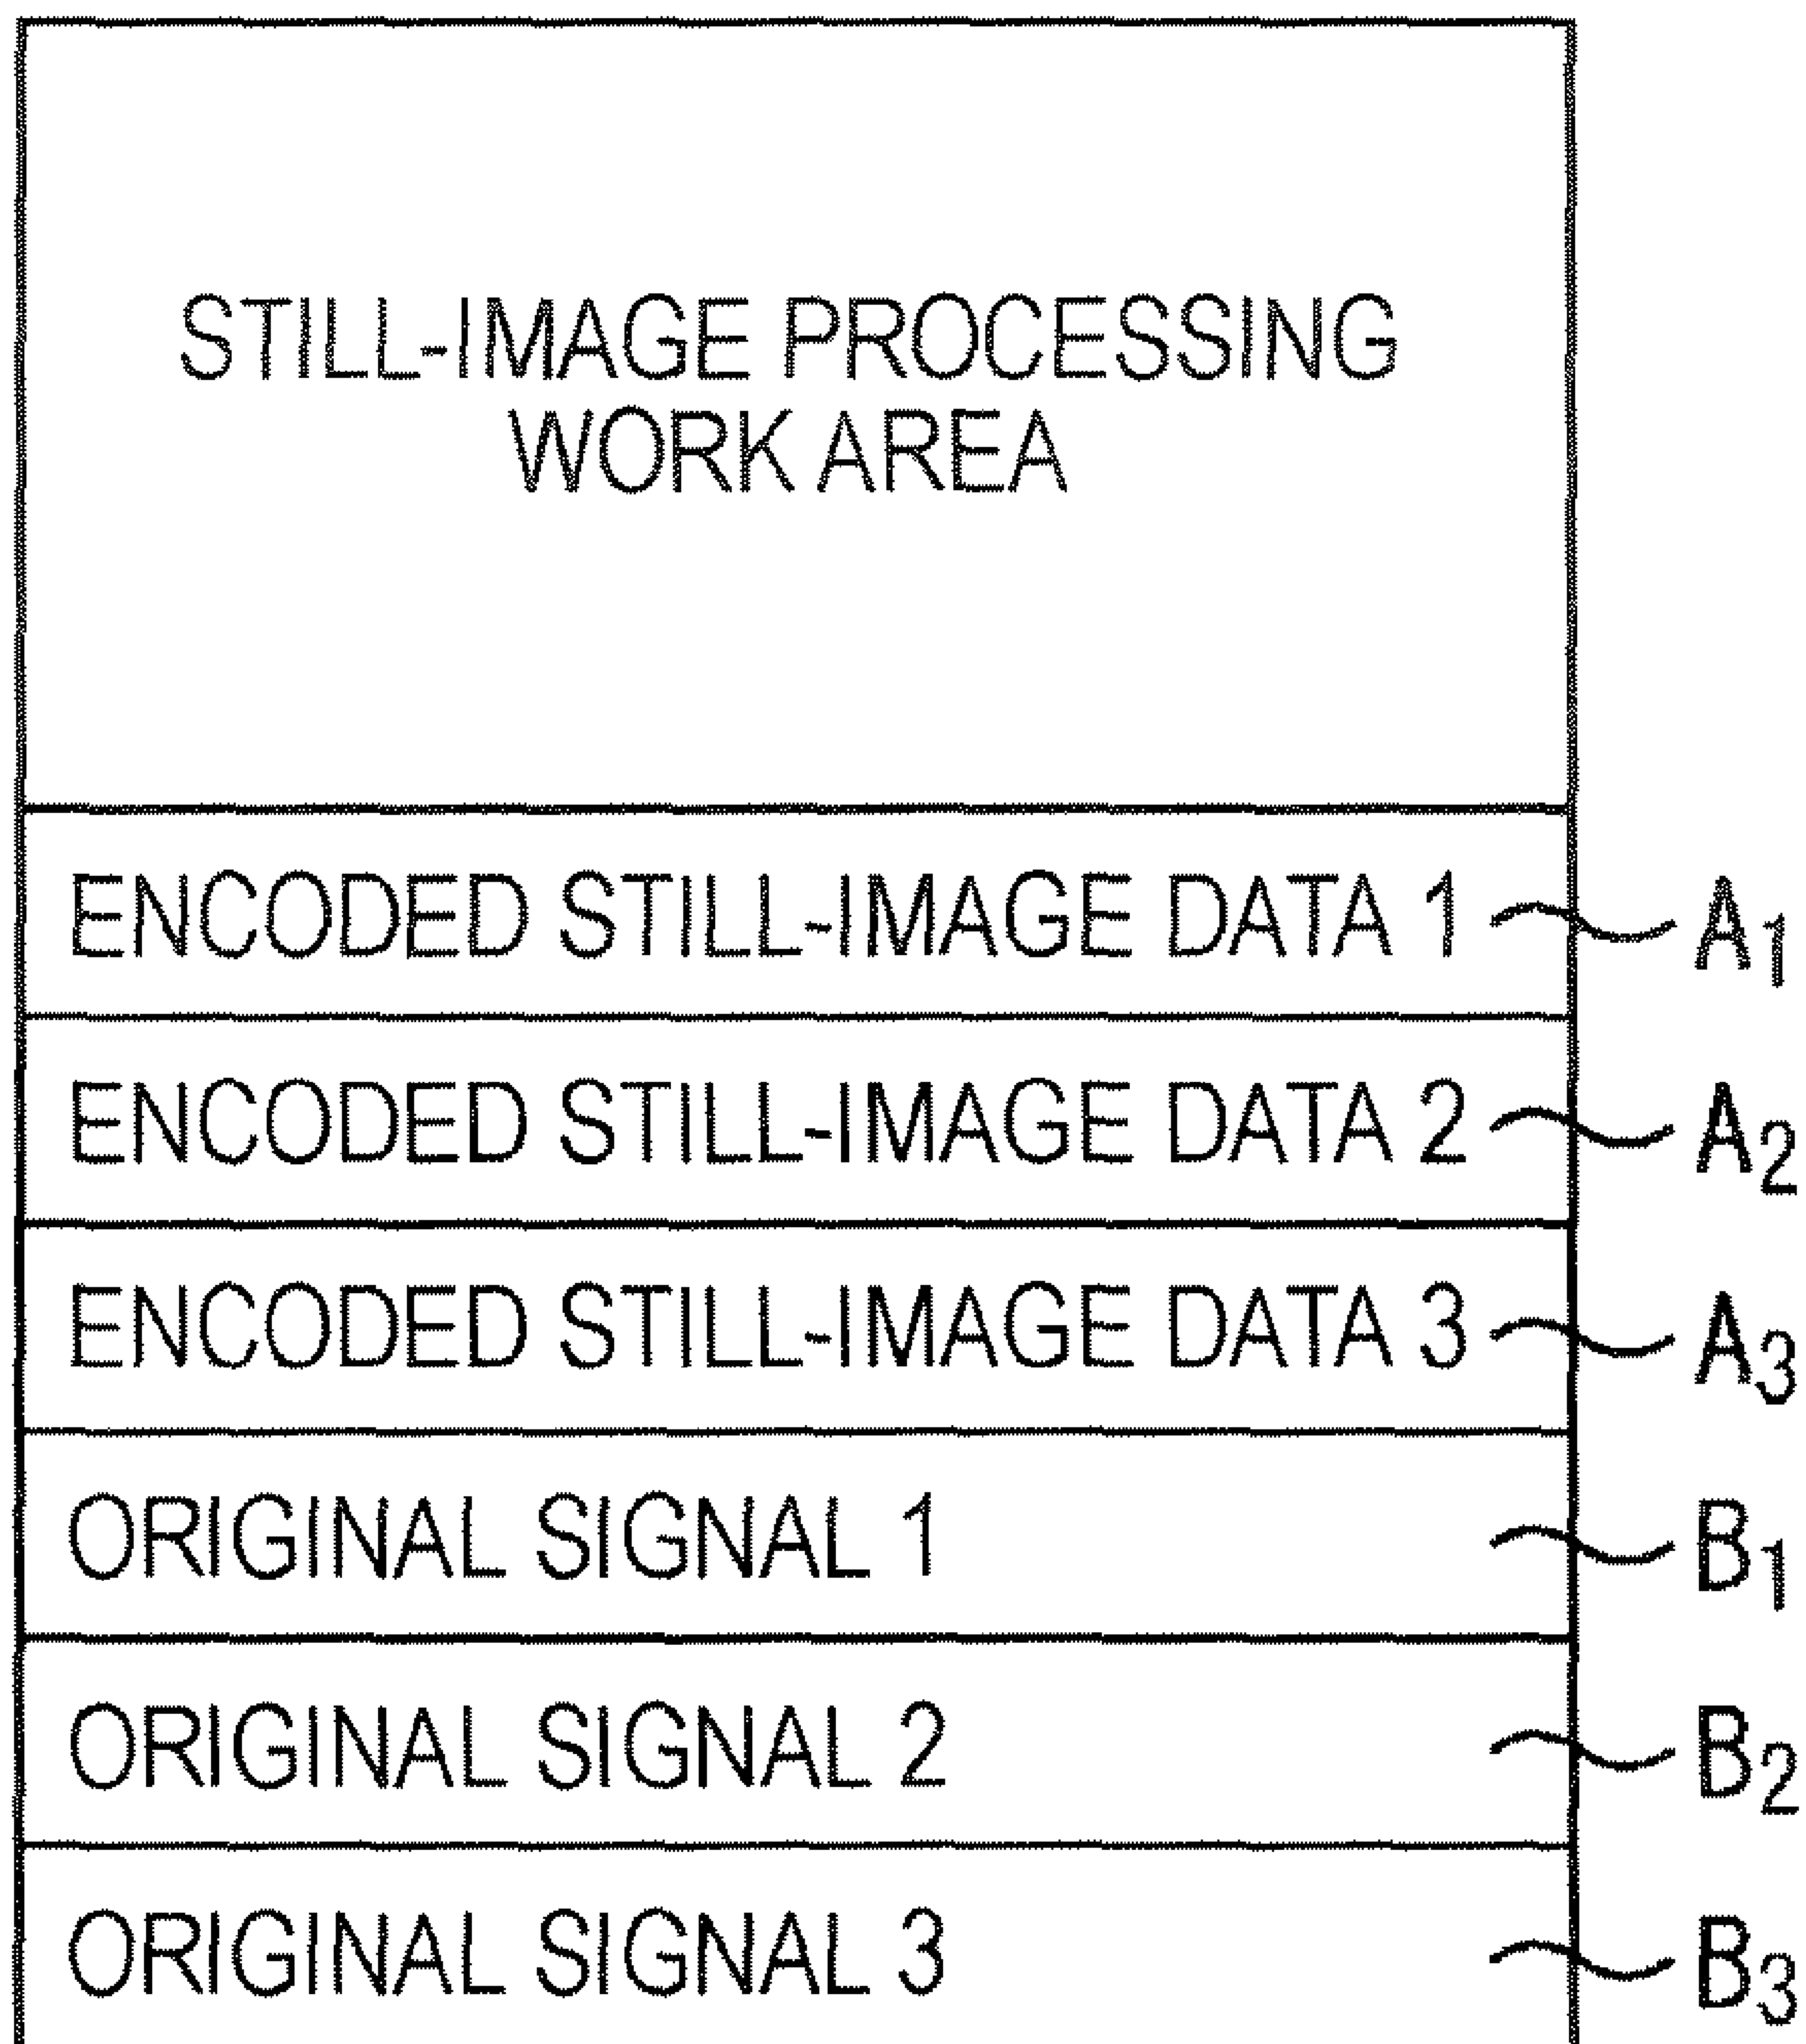 STILL-IMAGE PROCESSING
WORK AREA
ENCODED STILL-IMAGE DATA 1 A1
ENCODED STILL-IMAGE DATA 2 A2
ENCODED STILL-IMAGE DATA 3 A3
ORIGINAL SIGNAL 1 B1
ORIGINAL SIGNAL 2 B2
ORIGINAL SIGNAL 3 B3